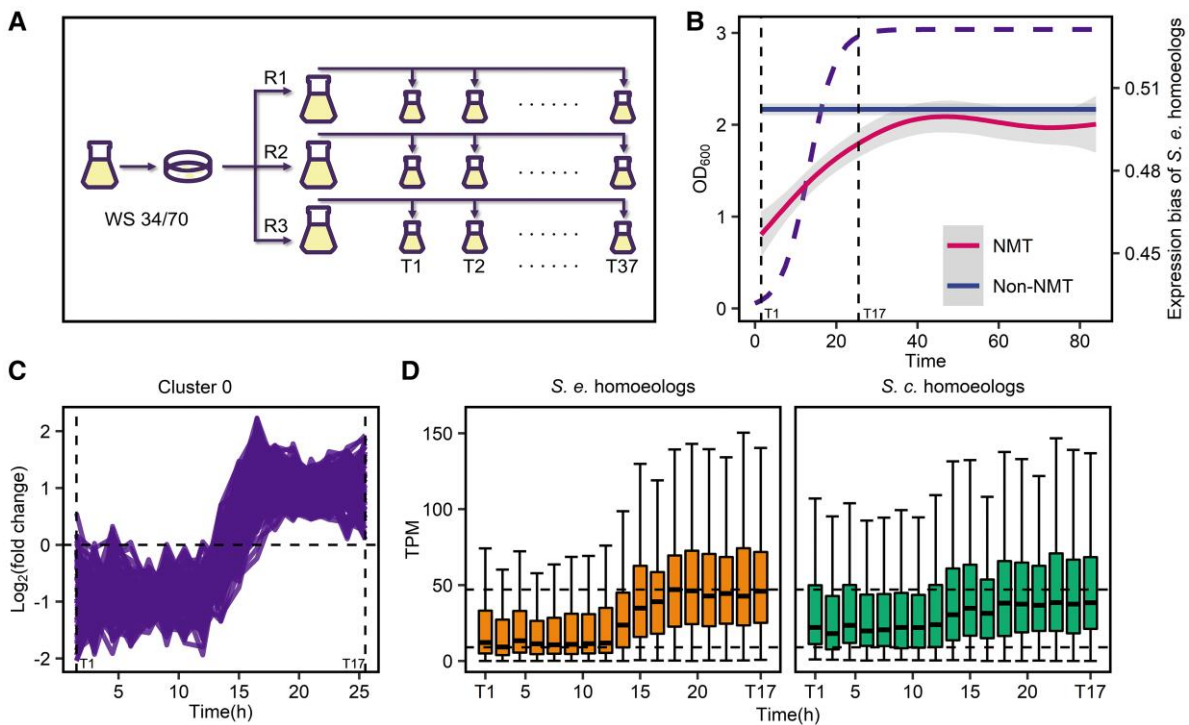 A
R1
R2
R3
WS 34/70
T1 T2 ...... T37
B
OD600
3
2
1
0
0 20 40 60 80
Time
T1
T17
NMT
Non-NMT
0.51
0.48
0.45
Expression bias of S. e. homoeologs
C
Cluster 0
Log2(fold change)
2
1
0
-1
-2
T1
T17
5 10 15 20 25
Time(h)
D
S. e. homoeologs
S. c. homoeologs
TPM
150
100
50
0
T1 5 10 15 20 T17
T1 5 10 15 20 T17
Time(h)